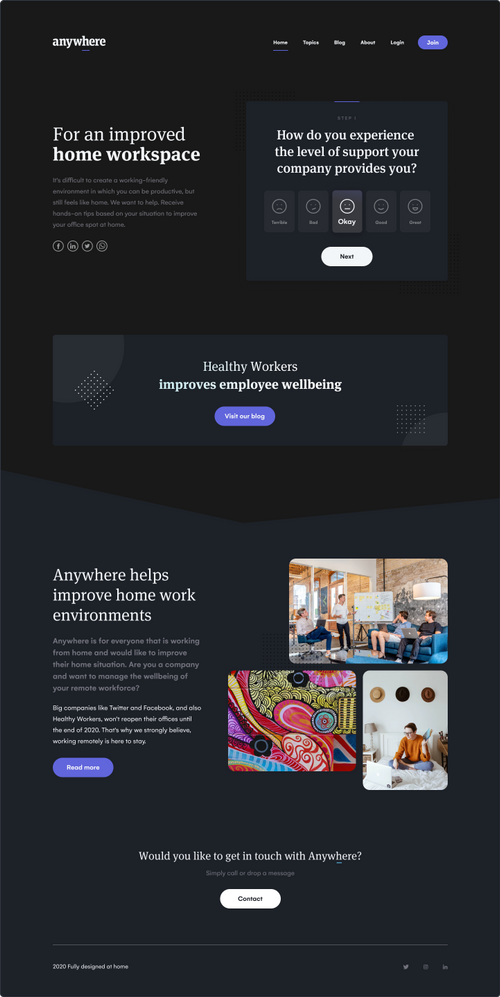 anywhere
Home Topics Blog About Login Join
STEP 1
How do you experience
the level of support your
company provides you?
Terrible Bad Okay Good Great
Next
For an improved
home workspace
It's difficult to create a working-friendly
environment in which you can be productive, but
still feels like home. We want to help. Receive
hands-on tips based on your situation to improve
your office spot at home.
Healthy Workers
improves employee wellbeing
Visit our blog
Anywhere helps
improve home work
environments
Anywhere is for everyone that is working
from home and would like to improve
their home situation. Are you a company
and want to manage the wellbeing of
your remote workforce?
Big companies like Twitter and Facebook, and also
Healthy Workers, won't reopen their offices until
the end of 2020. That's why we strongly believe,
working remotely is here to stay.
Read more
Would you like to get in touch with Anywhere?
Simply call or drop a message
Contact
2020 Fully designed at home